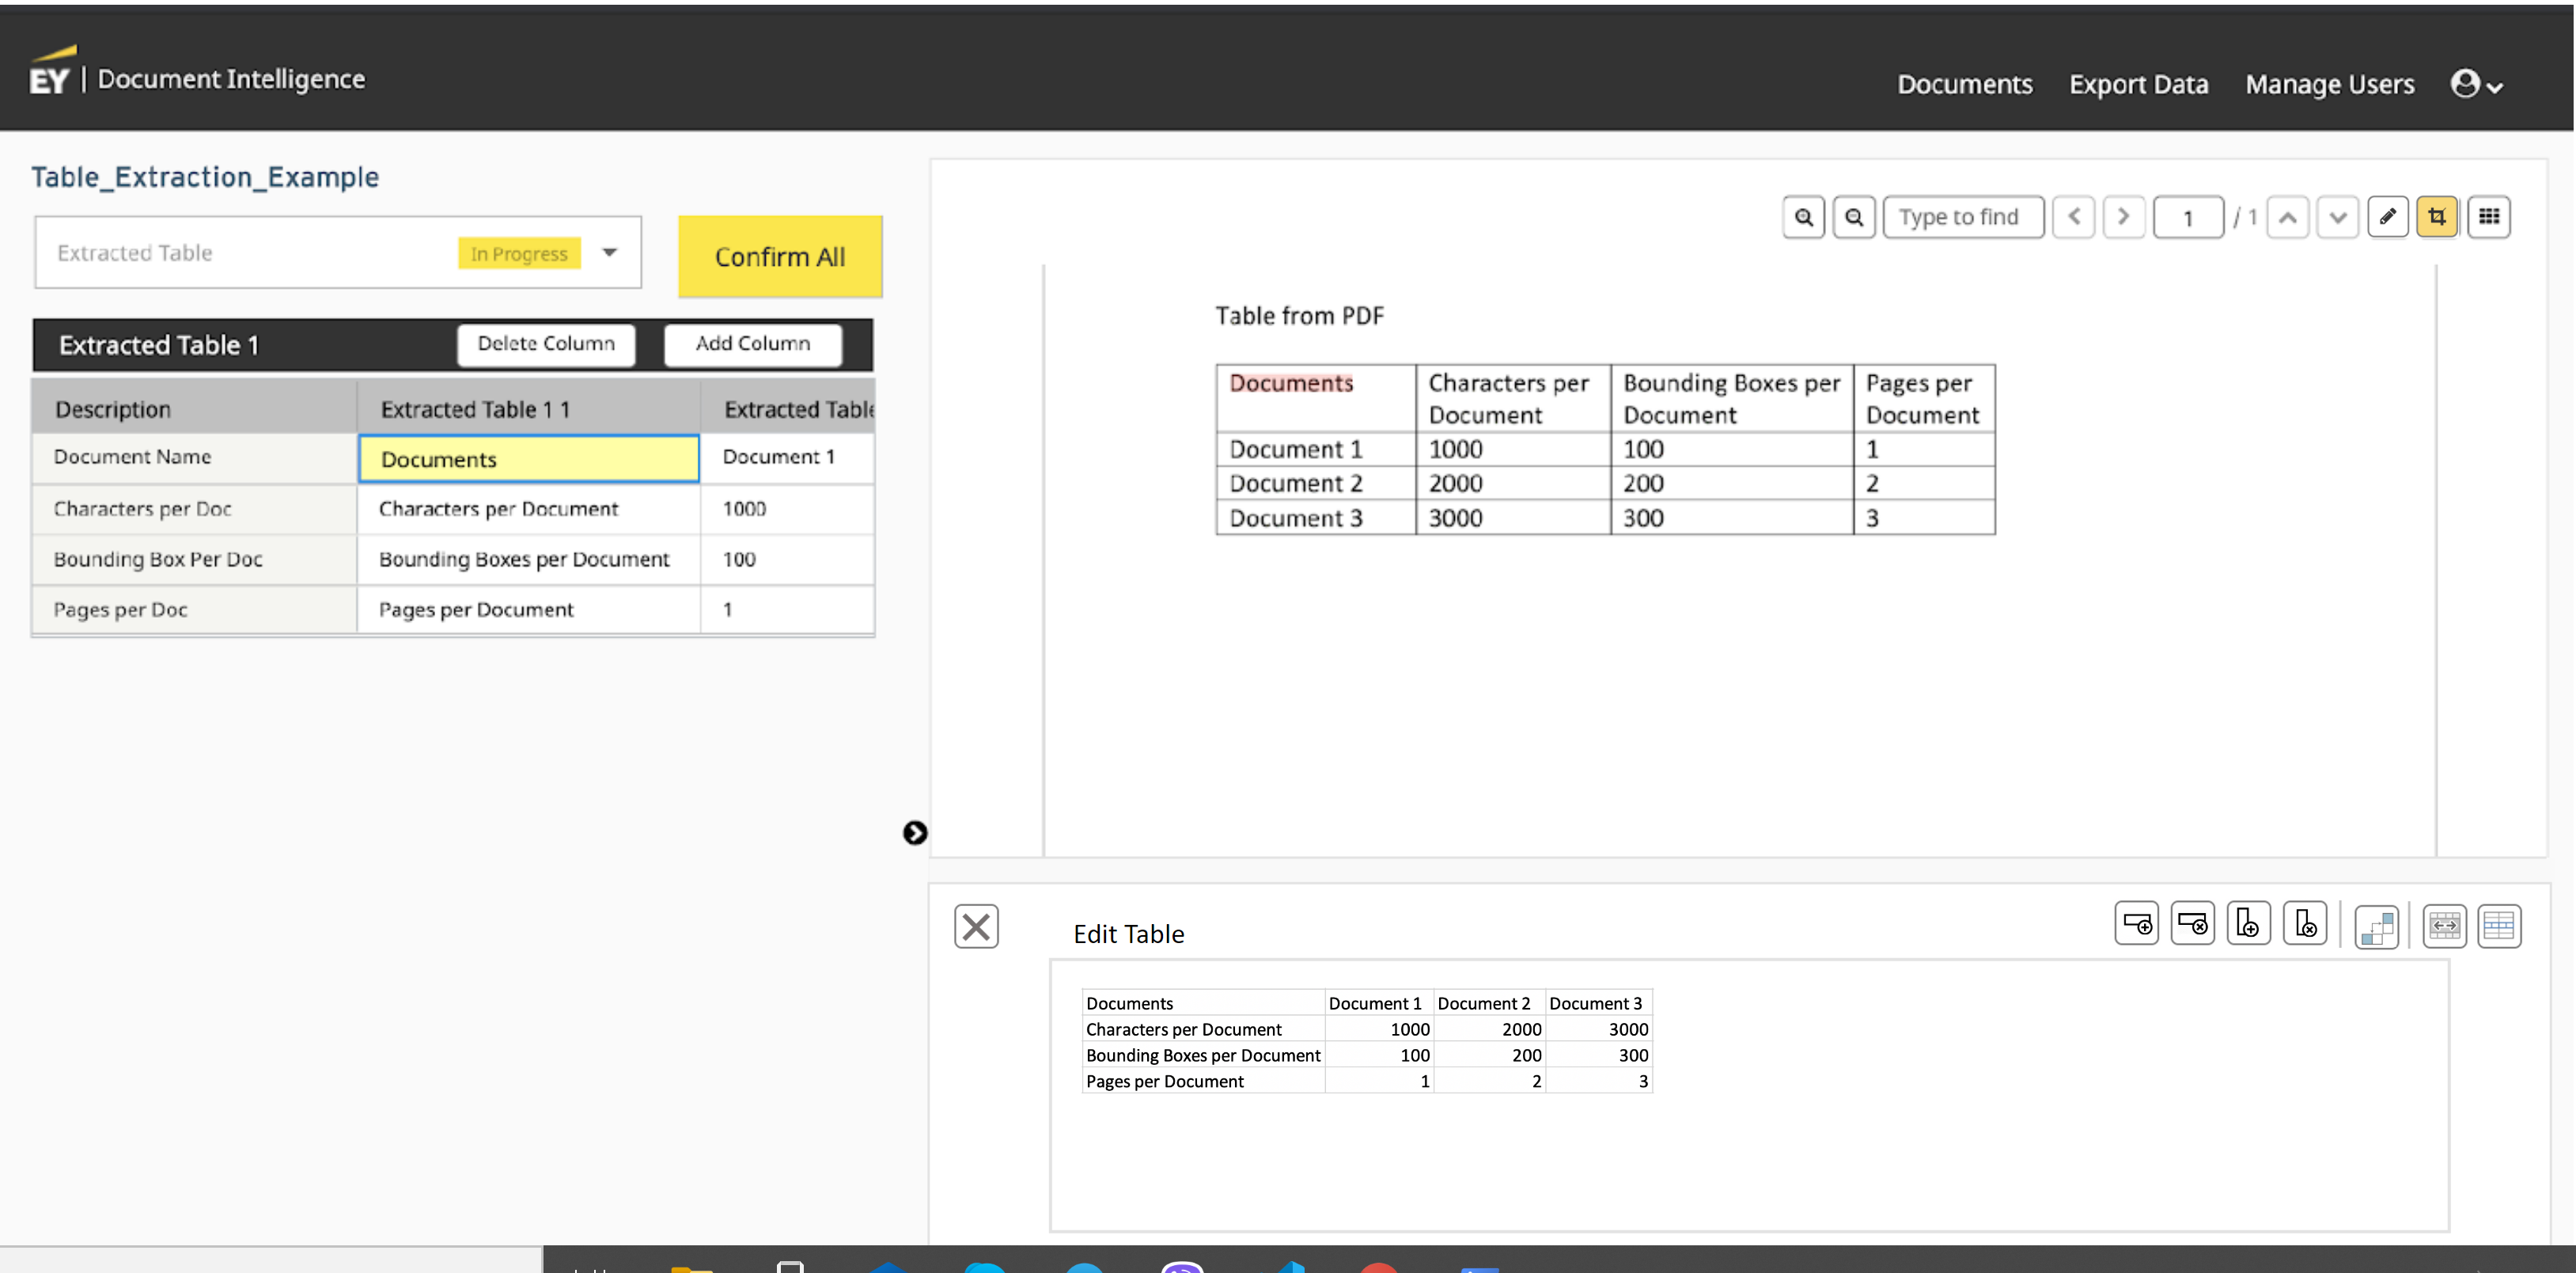 EY | Document Intelligence
Documents Export Data Manage Users
Table_Extraction_Example
Extracted Table In Progress
Confirm All
Extracted Table 1 Delete Column Add Column
Description Extracted Table 1 1 Extracted Table
Document Name Documents Document 1
Characters per Doc Characters per Document 1000
Bounding Box Per Doc Bounding Boxes per Document 100
Pages per Doc Pages per Document 1
Type to find 1 / 1
Table from PDF
Documents Characters per Document Bounding Boxes per Document Pages per Document
Document 1 1000 100 1
Document 2 2000 200 2
Document 3 3000 300 3
Edit Table
Documents Document 1 Document 2 Document 3
Characters per Document 1000 2000 3000
Bounding Boxes per Document 100 200 300
Pages per Document 1 2 3